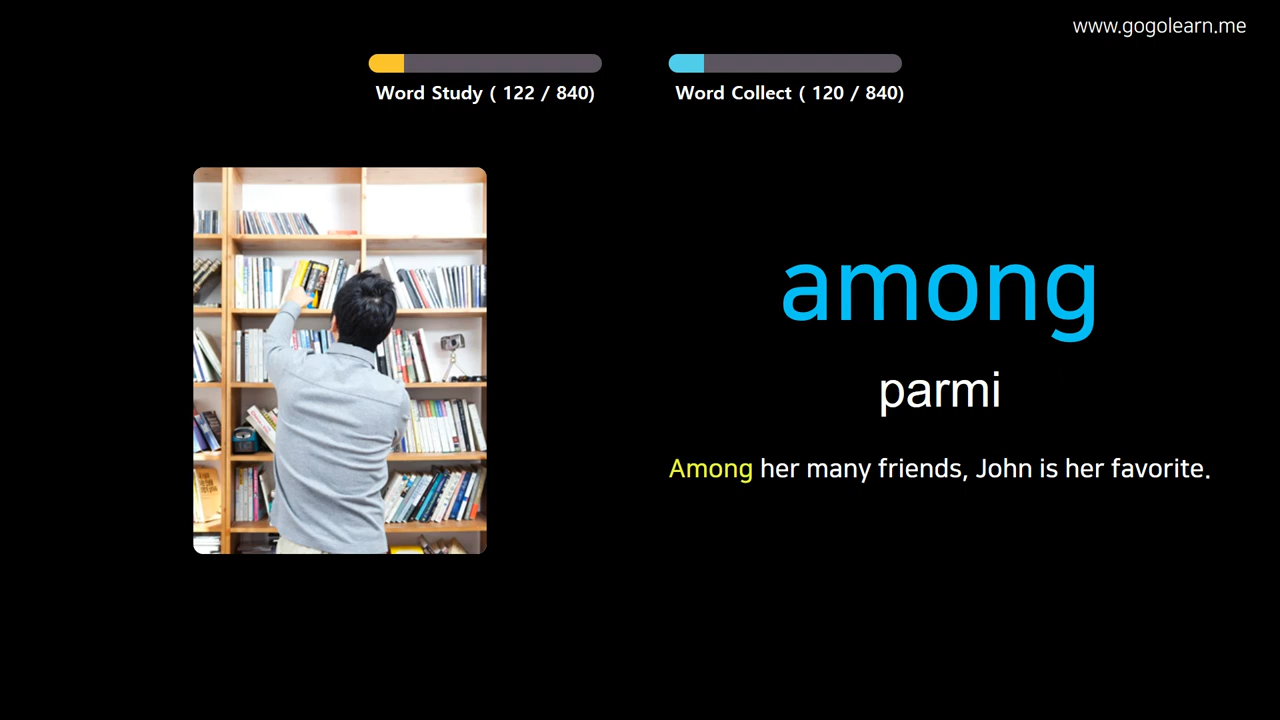 www.gogolearn.me
Word Study ( 122 / 840)
Word Collect ( 120 / 840)
among
parmi
Among her many friends, John is her favorite.